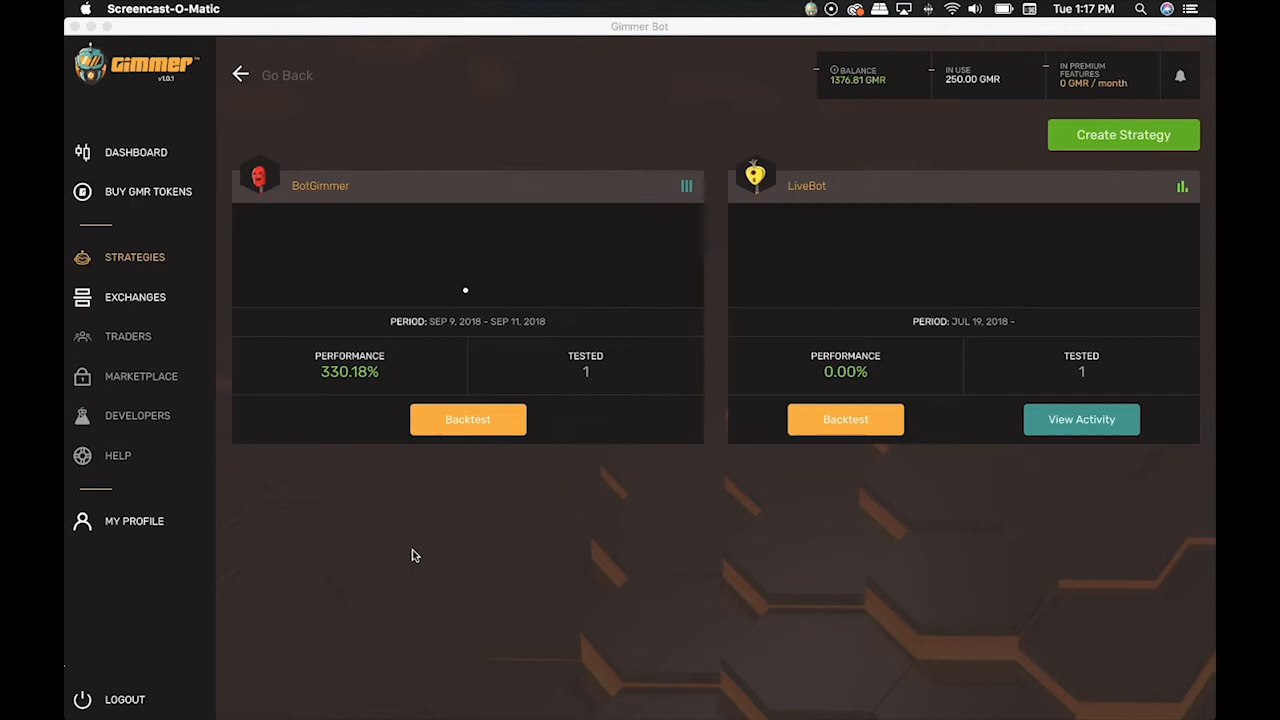 Screencast-O-Matic
Tue 1:17 PM
Gimmer Bot
GIMMER™
v1.0.1
Go Back
BALANCE
1376.81 GMR
IN USE
250.00 GMR
IN PREMIUM
FEATURES
0 GMR / month
DASHBOARD
BUY GMR TOKENS
STRATEGIES
EXCHANGES
TRADERS
MARKETPLACE
DEVELOPERS
HELP
MY PROFILE
LOGOUT
Create Strategy
BotGimmer
PERIOD: SEP 9, 2018 - SEP 11, 2018
PERFORMANCE
330.18%
TESTED
1
Backtest
LiveBot
PERIOD: JUL 19, 2018 -
PERFORMANCE
0.00%
TESTED
1
Backtest
View Activity